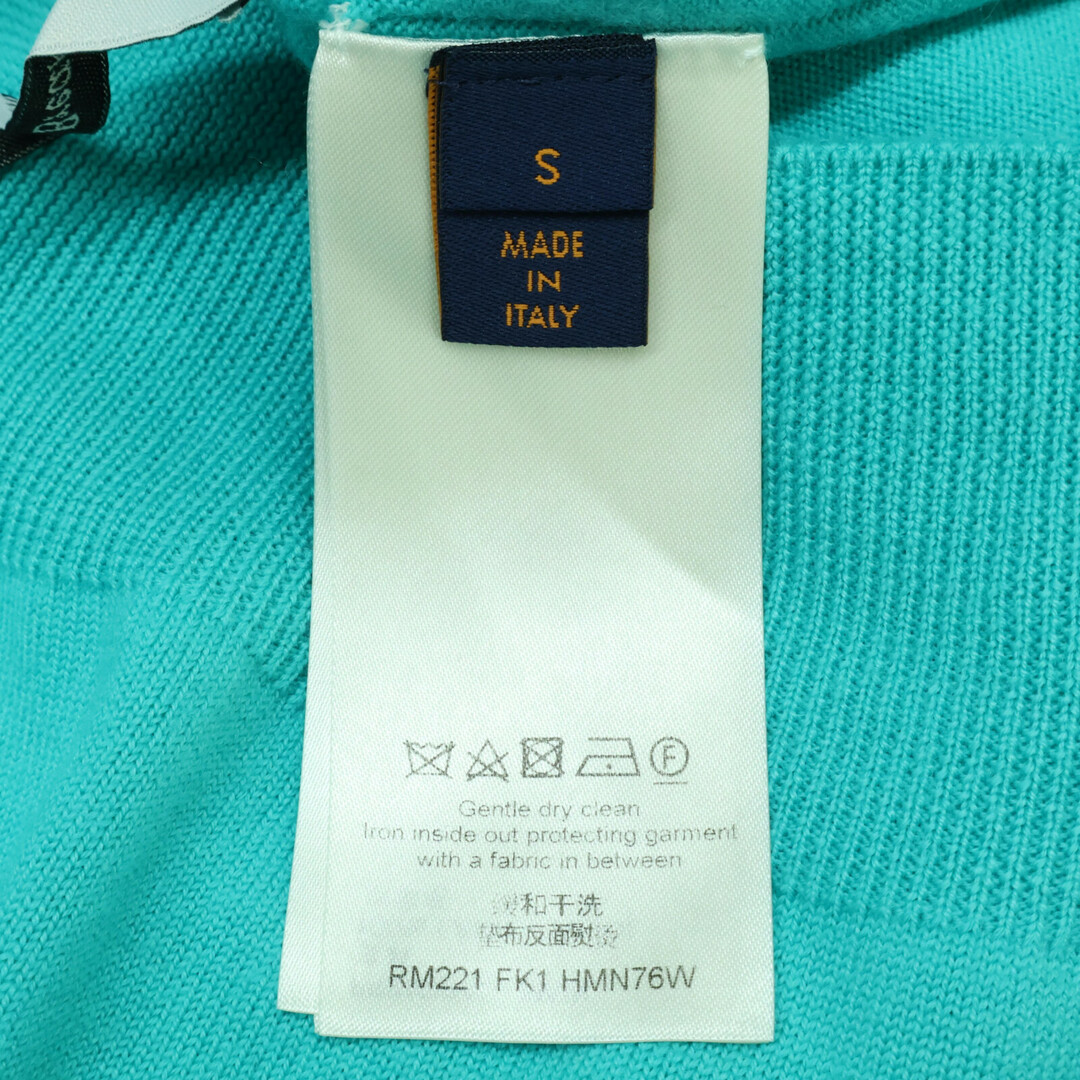 S
MADE
IN
ITALY
F
Gentle dry clean
Iron inside out protecting garment
with a fabric in between
缓和干洗
垫布反面熨烫
RM221 FK1 HMN76W